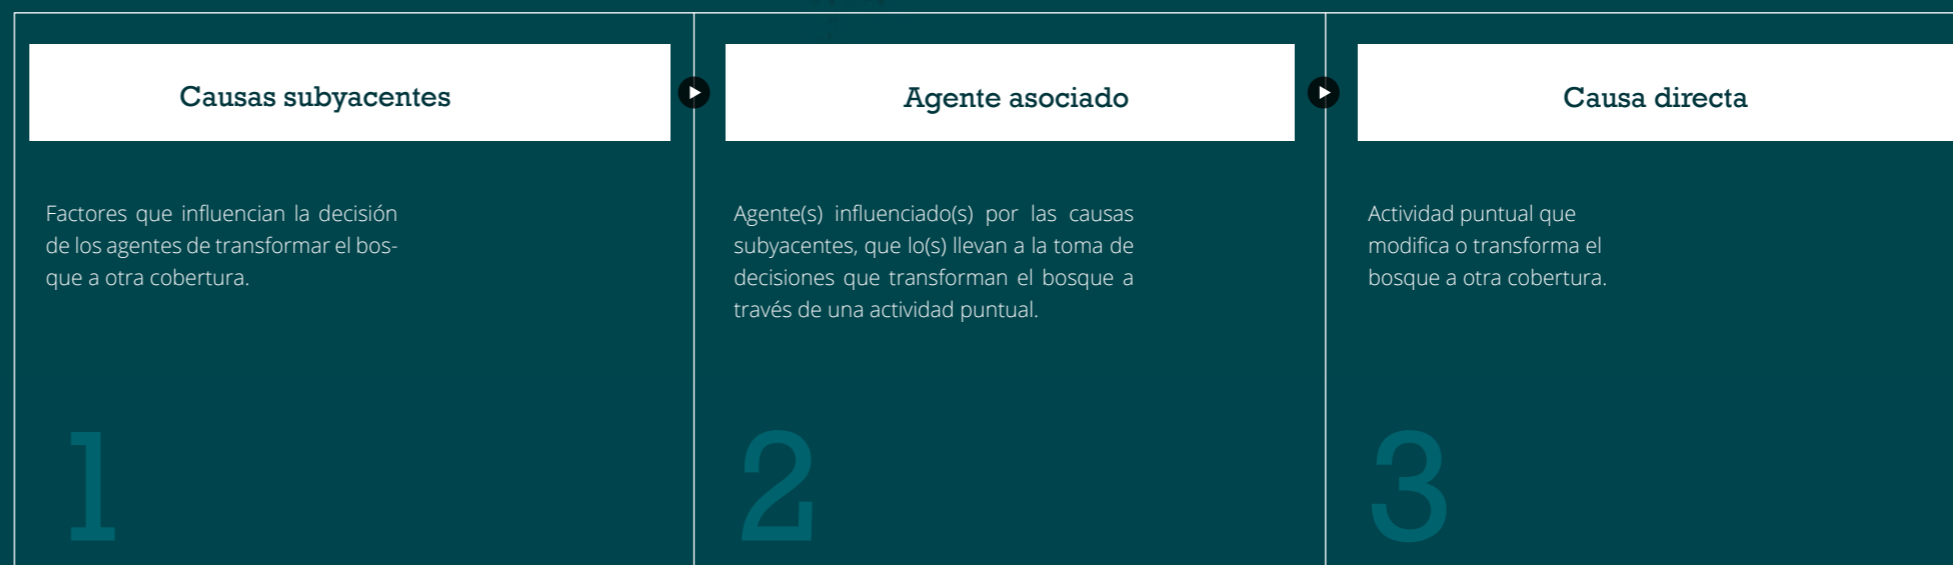 Causas subyacentes
Factores que influencian la decisión
de los agentes de transformar el bos-
que a otra cobertura.
1
Agente asociado
Agente(s) influenciado(s) por las causas
subyacentes, que lo(s) llevan a la toma de
decisiones que transforman el bosque a
través de una actividad puntual.
2
Causa directa
Actividad puntual que
modifica o transforma el
bosque a otra cobertura.
3